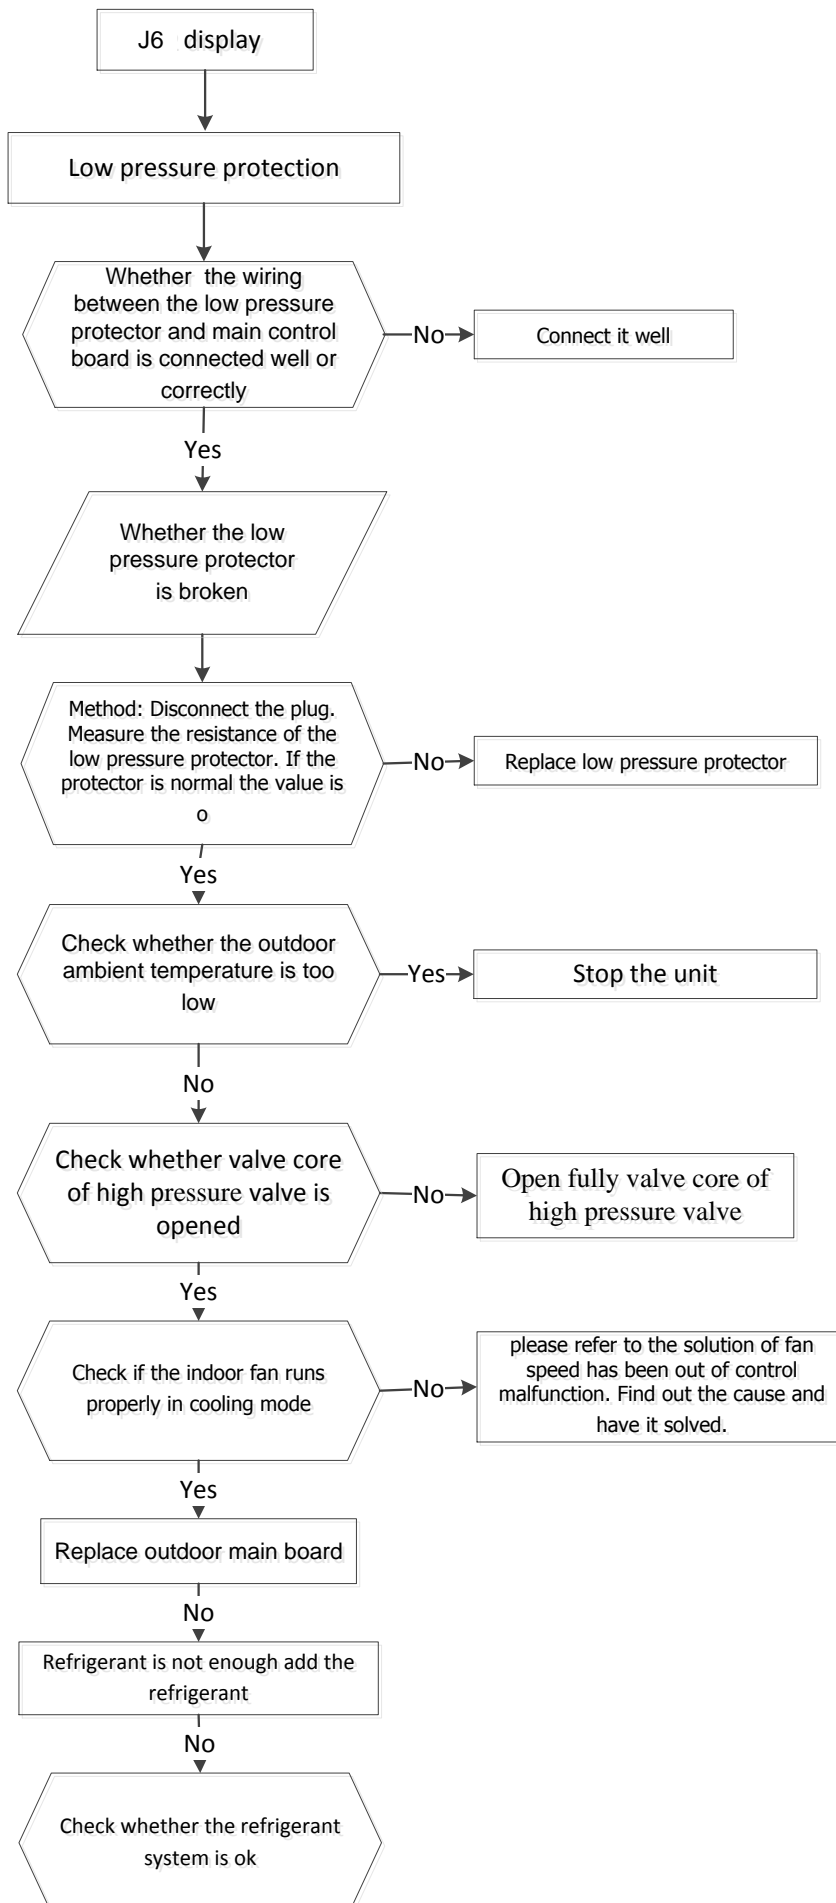 J6 display
Low pressure protection
Whether the wiring
between the low pressure
protector and main control
board is connected well or
correctly
No
Connect it well
Yes
Whether the low
pressure protector
is broken
Method: Disconnect the plug.
Measure the resistance of the
low pressure protector. If the
protector is normal the value is
o
No
Replace low pressure protector
Yes
Check whether the outdoor
ambient temperature is too
low
Yes
Stop the unit
No
Check whether valve core
of high pressure valve is
opened
No
Open fully valve core of
high pressure valve
Yes
Check if the indoor fan runs
properly in cooling mode
No
please refer to the solution of fan
speed has been out of control
malfunction. Find out the cause and
have it solved.
Yes
Replace outdoor main board
No
Refrigerant is not enough add the
refrigerant
No
Check whether the refrigerant
system is ok